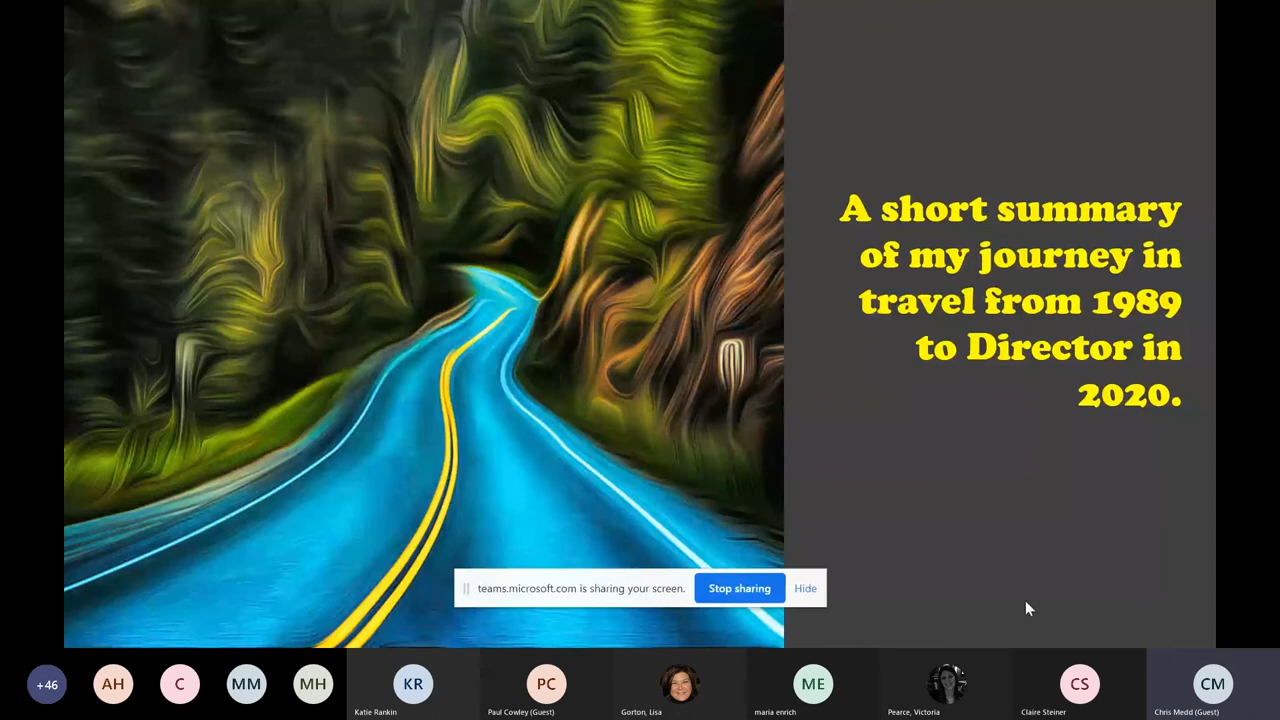 A short summary
of my journey in
travel from 1989
to Director in
2020.
teams.microsoft.com is sharing your screen.
Stop sharing
Hide
+46
AH
C
MM
MH
KR
PC
ME
CS
CM
Katie Rankin
Paul Cowley (Guest)
Gorton, Lisa
maria enrich
Pearce, Victoria
Claire Steiner
Chris Medd (Guest)